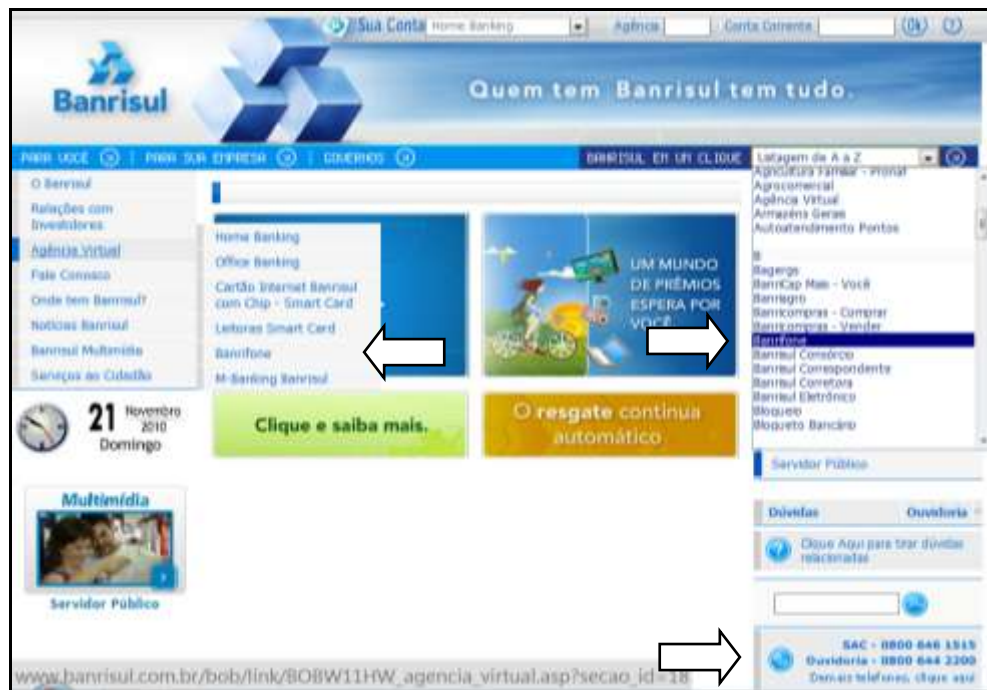 Sua Conta Home Banking Agência Conta Corrente (Ok) (?)
Banrisul
Quem tem Banrisul tem tudo.
PARA VOCÊ PARA SUA EMPRESA GOVERNOS
BANRISUL EM UM CLIQUE Listagem de A a Z
O Banrisul
Relações com
Investidores
Agência Virtual
Fale Conosco
Onde tem Banrisul?
Notícias Banrisul
Banrisul Multimídia
Serviços ao Cidadão
Home Banking
Office Banking
Cartão Internet Banrisul
com Chip - Smart Card
Leitoras Smart Card
Banrifone
M-Banking Banrisul
UM MUNDO
DE PRÊMIOS
ESPERA POR
VOCÊ.
Agricultura Familiar - Pronaf
Agrocomercial
Agência Virtual
Armazéns Gerais
Autoatendimento Pontos
B
Bagergs
BanriCap Mais - Você
Banriagro
Banricompras - Comprar
Banricompras - Vender
Banrifone
Banrisul Consórcio
Banrisul Correspondente
Banrisul Corretora
Banrisul Eletrônico
Bloqueio
Bloqueto Bancário
21 Novembro
2010
Domingo
Clique e saiba mais.
O resgate continua
automático
Servidor Público
Multimídia
Servidor Público
Dúvidas Ouvidoria
Clique Aqui para tirar dúvidas
relacionadas
SAC - 0800 646 1515
Ouvidoria - 0800 644 2200
Demais telefones, clique aqui
www.banrisul.com.br/bob/link/BOBW11HW_agencia_virtual.asp?secao_id=18